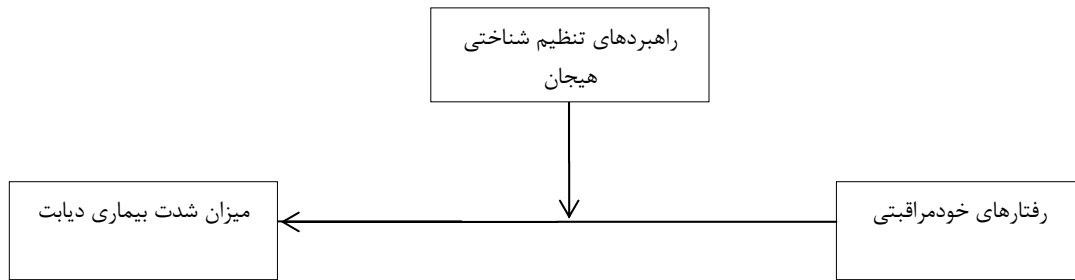 راهبردهای تنظیم شناختی
هیجان
رفتارهای خودمراقبتی
میزان شدت بیماری دیابت